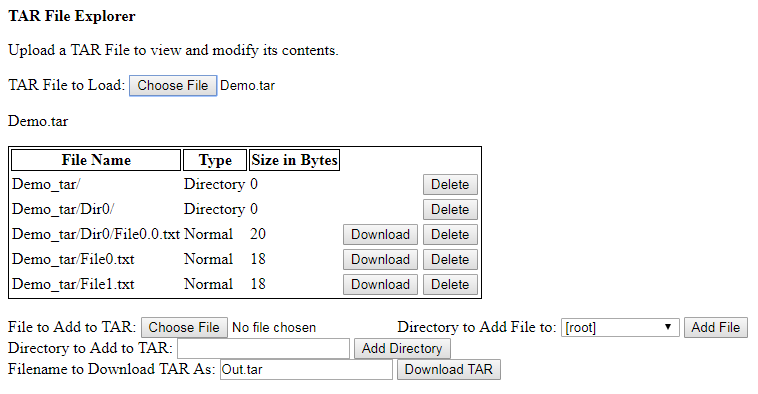 TAR File Explorer
Upload a TAR File to view and modify its contents.
TAR File to Load: Choose File Demo.tar
Demo.tar
File Name Type Size in Bytes
Demo_tar/ Directory 0 Delete
Demo_tar/Dir0/ Directory 0 Delete
Demo_tar/Dir0/File0.0.txt Normal 20 Download Delete
Demo_tar/File0.txt Normal 18 Download Delete
Demo_tar/File1.txt Normal 18 Download Delete
File to Add to TAR: Choose File No file chosen Directory to Add File to: [root] Add File
Directory to Add to TAR: Add Directory
Filename to Download TAR As: Out.tar Download TAR